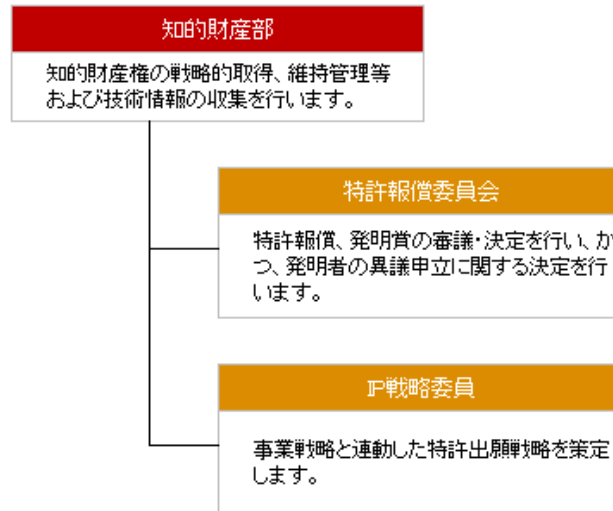 知的財産部
知的財産権の戦略的取得、維持管理等
および技術情報の収集を行います。
特許報償委員会
特許報償、発明賞の審議・決定を行い、か
つ、発明者の異議申立に関する決定を行
います。
IP戦略委員
事業戦略と連動した特許出願戦略を策定
します。